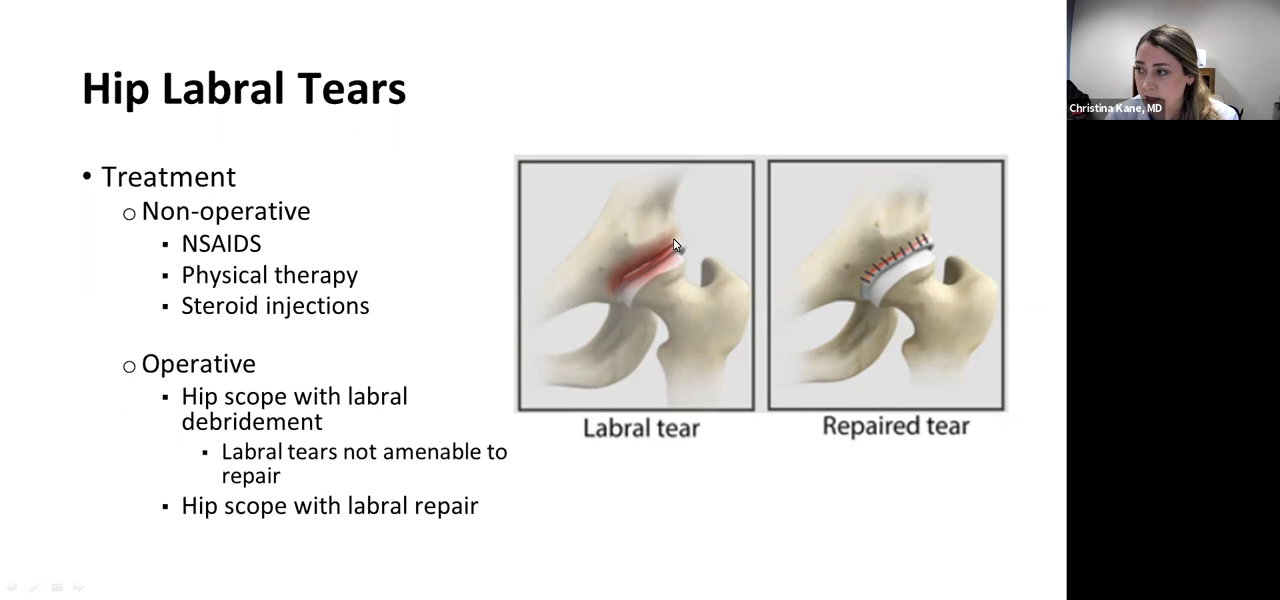 Hip Labral Tears
• Treatment
o Non-operative
▪ NSAIDS
▪ Physical therapy
▪ Steroid injections
o Operative
▪ Hip scope with labral
debridement
▪ Labral tears not amenable to
repair
▪ Hip scope with labral repair
Labral tear
Repaired tear
Christina Kane, MD